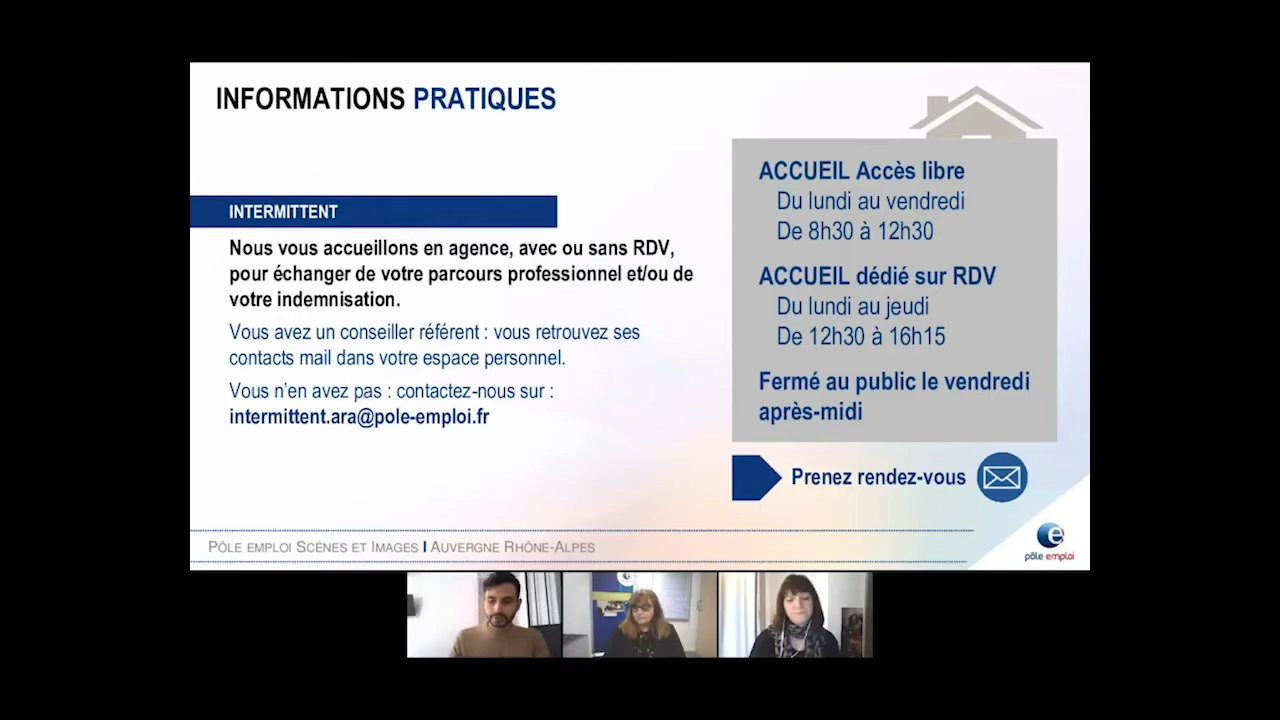 INFORMATIONS PRATIQUES
INTERMITTENT
Nous vous accueillons en agence, avec ou sans RDV,
pour échanger de votre parcours professionnel et/ou de
votre indemnisation.
Vous avez un conseiller référent : vous retrouvez ses
contacts mail dans votre espace personnel.
Vous n'en avez pas : contactez-nous sur :
intermittent.ara@pole-emploi.fr
ACCUEIL Accès libre
Du lundi au vendredi
De 8h30 à 12h30
ACCUEIL dédié sur RDV
Du lundi au jeudi
De 12h30 à 16h15
Fermé au public le vendredi
après-midi
Prenez rendez-vous
PÔLE EMPLOI SCÈNES ET IMAGES I AUVERGNE RHÔNE-ALPES
pôle emploi